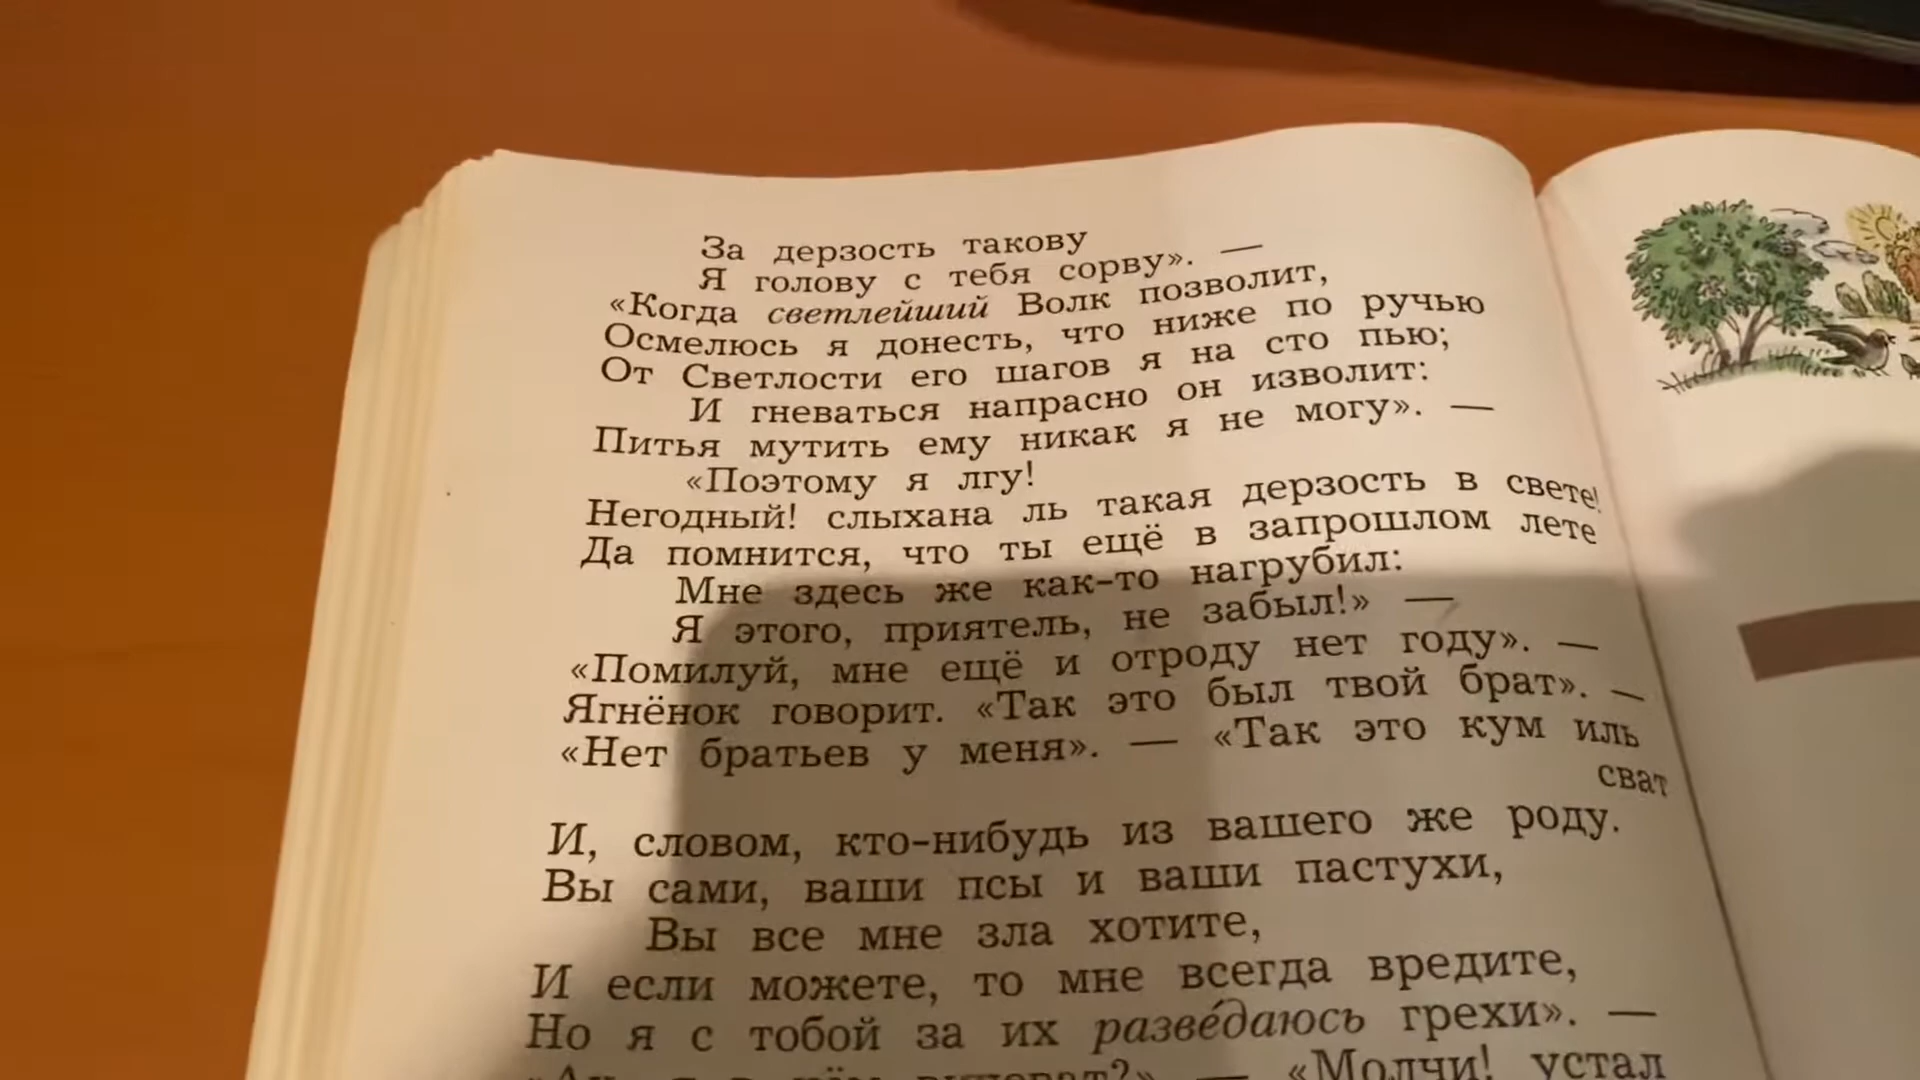 За дерзость такову
Я голову с тебя сорву». —
«Когда светлейший Волк позволит,
Осмелюсь я донесть, что ниже по ручью
От Светлости его шагов я на сто пью;
И гневаться напрасно он изволит:
Питья мутить ему никак я не могу». —
«Поэтому я лгу!
Негодный! слыхана ль такая дерзость в свете!
Да помнится, что ты ещё в запрошлом лете
Мне здесь же как-то нагрубил:
Я этого, приятель, не забыл!» —
«Помилуй, мне ещё и отроду нет году». —
Ягнёнок говорит. «Так это был твой брат». —
«Нет братьев у меня». — «Так это кум иль
сват
И, словом, кто-нибудь из вашего же роду.
Вы сами, ваши псы и ваши пастухи,
Вы все мне зла хотите,
И если можете, то мне всегда вредите,
Но я с тобой за их разве́даюсь грехи». —
«Ах, я в чём виноват?» — «Молчи! устал